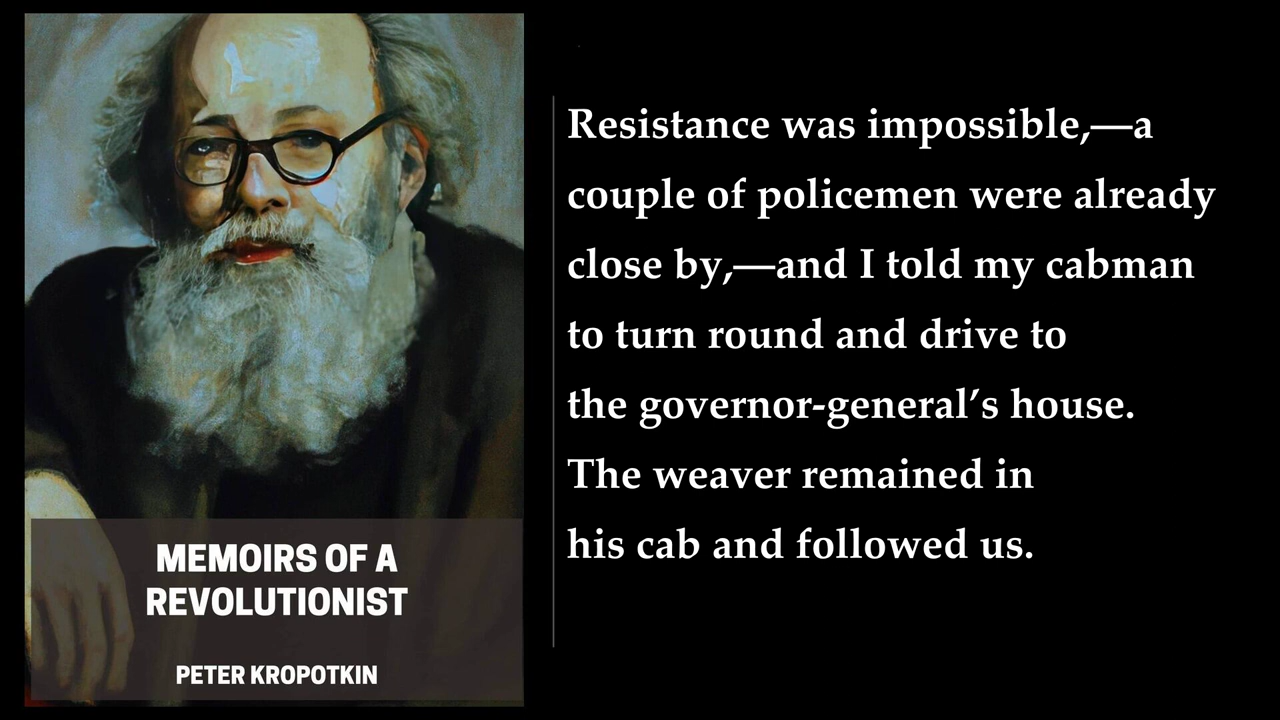 MEMOIRS OF A
REVOLUTIONIST
PETER KROPOTKIN
Resistance was impossible,—a
couple of policemen were already
close by,—and I told my cabman
to turn round and drive to
the governor-general’s house.
The weaver remained in
his cab and followed us.